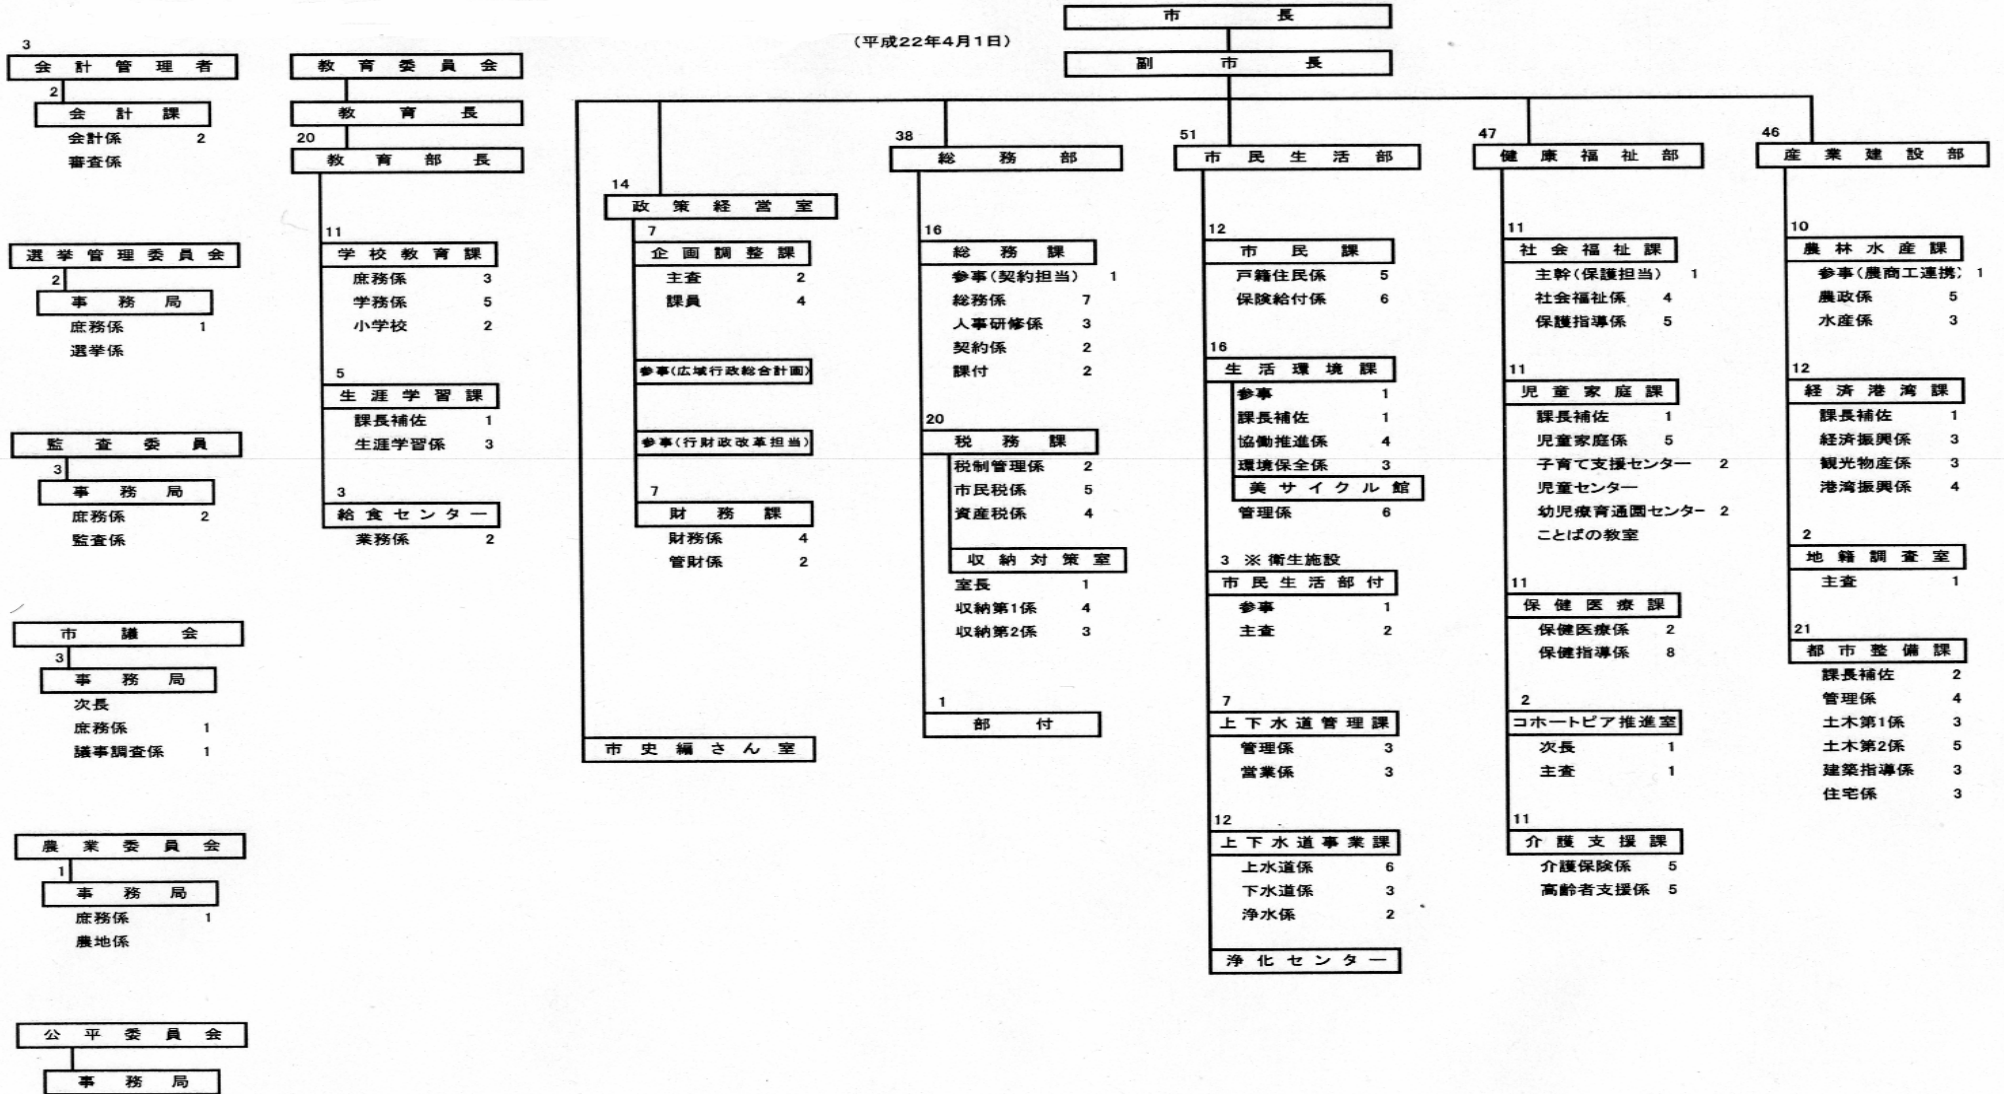 市長
副市長
(平成22年4月1日)
3
会計管理者
2
会計課
会計係 2
審査係
選挙管理委員会
2
事務局
庶務係 1
選挙係
監査委員
3
事務局
庶務係 2
監査係
市議会
3
事務局
次長
庶務係 1
議事調査係 1
農業委員会
1
事務局
庶務係 1
農地係
公平委員会
事務局
教育委員会
教育長
20
教育部長
11
学校教育課
庶務係 3
学務係 5
小学校 2
5
生涯学習課
課長補佐 1
生涯学習係 3
3
給食センター
業務係 2
14
政策経営室
7
企画調整課
主査 2
課員 4
参事(広域行政総合計画)
参事(行財政改革担当)
7
財務課
財務係 4
管財係 2
市史編さん室
38
総務部
16
総務課
参事(契約担当) 1
総務係 7
人事研修係 3
契約係 2
課付 2
20
税務課
税制管理係 2
市民税係 5
資産税係 4
収納対策室
室長 1
収納第1係 4
収納第2係 3
1
部付
51
市民生活部
12
市民課
戸籍住民係 5
保険給付係 6
16
生活環境課
参事 1
課長補佐 1
協働推進係 4
環境保全係 3
美サイクル館
管理係 6
3 ※衛生施設
市民生活部付
参事 1
主査 2
7
上下水道管理課
管理係 3
営業係 3
12
上下水道事業課
上水道係 6
下水道係 3
浄水係 2
浄化センター
47
健康福祉部
11
社会福祉課
主幹(保護担当) 1
社会福祉係 4
保護指導係 5
11
児童家庭課
課長補佐 1
児童家庭係 5
子育て支援センター 2
児童センター
幼児療育通園センター 2
ことばの教室
11
保健医療課
保健医療係 2
保健指導係 8
2
コホートピア推進室
次長 1
主査 1
11
介護支援課
介護保険係 5
高齢者支援係 5
46
産業建設部
10
農林水産課
参事(農商工連携) 1
農政係 5
水産係 3
12
経済港湾課
課長補佐 1
経済振興係 3
観光物産係 3
港湾振興係 4
2
地籍調査室
主査 1
21
都市整備課
課長補佐 2
管理係 4
土木第1係 3
土木第2係 5
建築指導係 3
住宅係 3